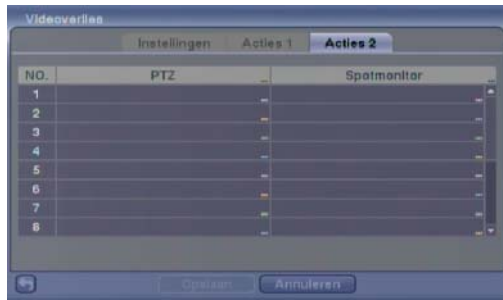 Videoverlies
Instellingen Acties 1 Acties 2
NO. PTZ Spotmonitor
1
2
3
4
5
6
7
8
Opslaan Annuleren